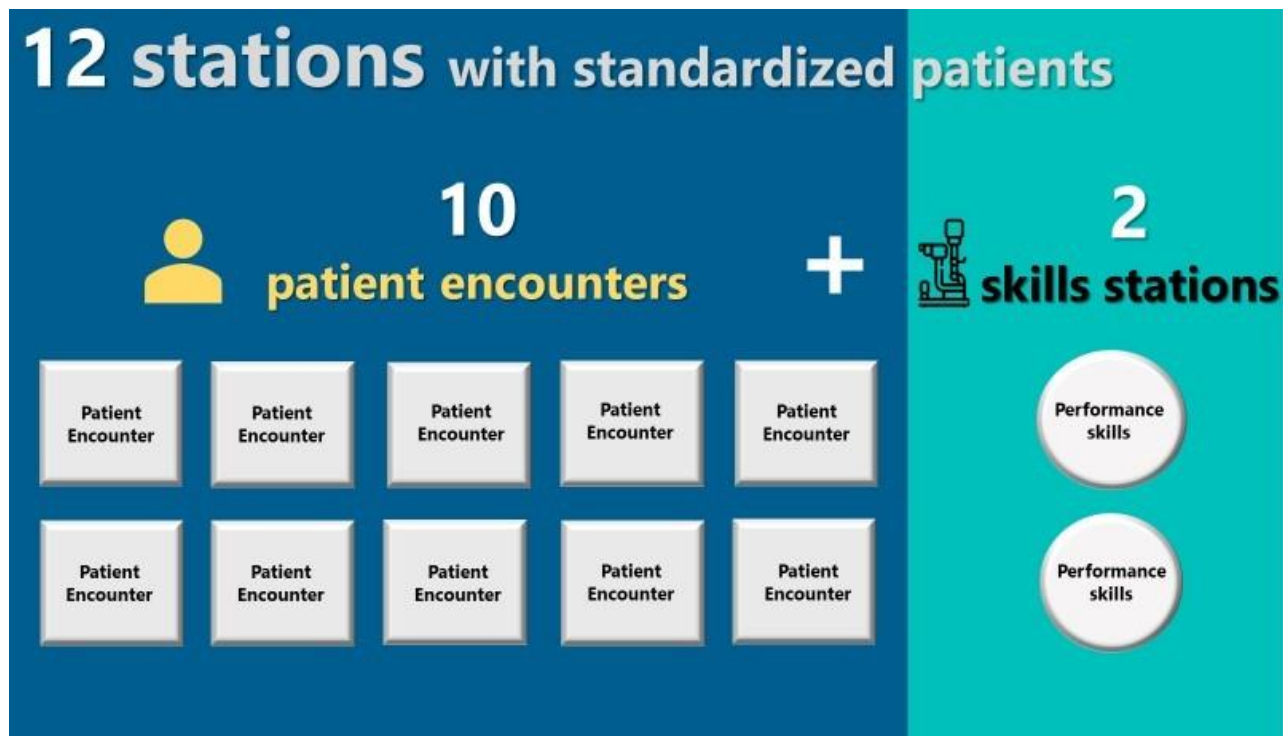 12 stations with standardized patients
10
patient encounters
+
2
skills stations
Patient
Encounter
Patient
Encounter
Patient
Encounter
Patient
Encounter
Patient
Encounter
Performance
skills
Patient
Encounter
Patient
Encounter
Patient
Encounter
Patient
Encounter
Patient
Encounter
Performance
skills